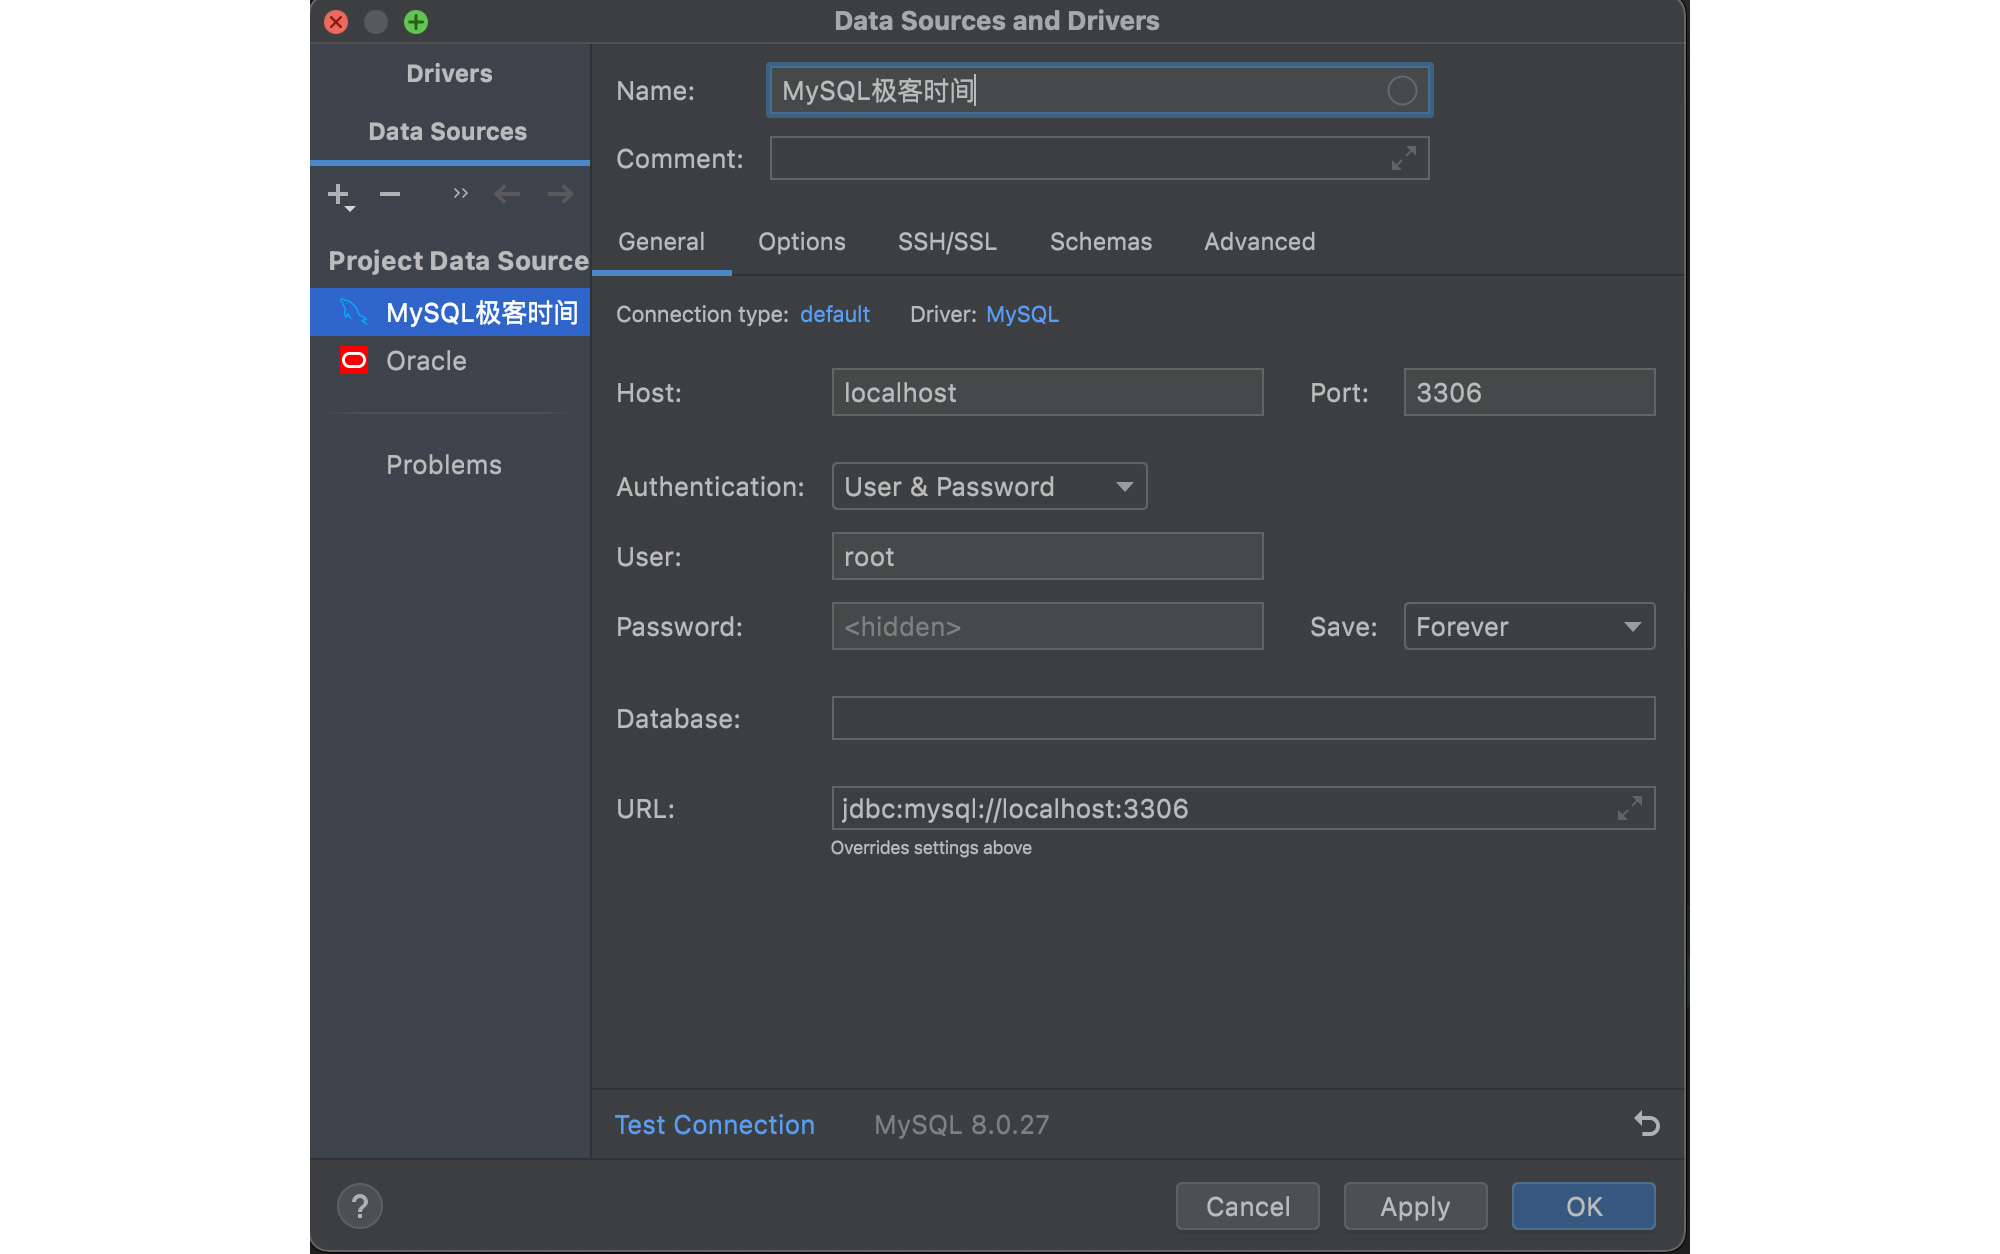 Data Sources and Drivers
Drivers
Data Sources
Project Data Source
MySQL极客时间
Oracle
Problems
Name: MySQL极客时间
Comment:
General Options SSH/SSL Schemas Advanced
Connection type: default Driver: MySQL
Host: localhost Port: 3306
Authentication: User & Password
User: root
Password: <hidden> Save: Forever
Database:
URL: jdbc:mysql://localhost:3306
Overrides settings above
Test Connection MySQL 8.0.27
? Cancel Apply OK